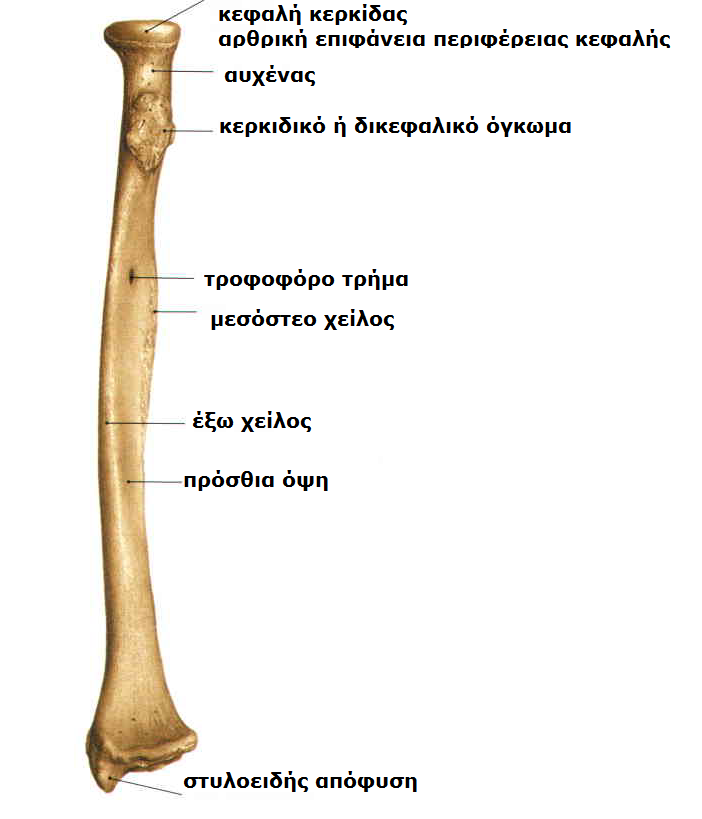 κεφαλή κερκίδας
αρθρική επιφάνεια περιφέρειας κεφαλής
αυχένας
κερκιδικό ή δικεφαλικό όγκωμα
τροφοφόρο τρήμα
μεσόστεο χείλος
έξω χείλος
πρόσθια όψη
στυλοειδής απόφυση